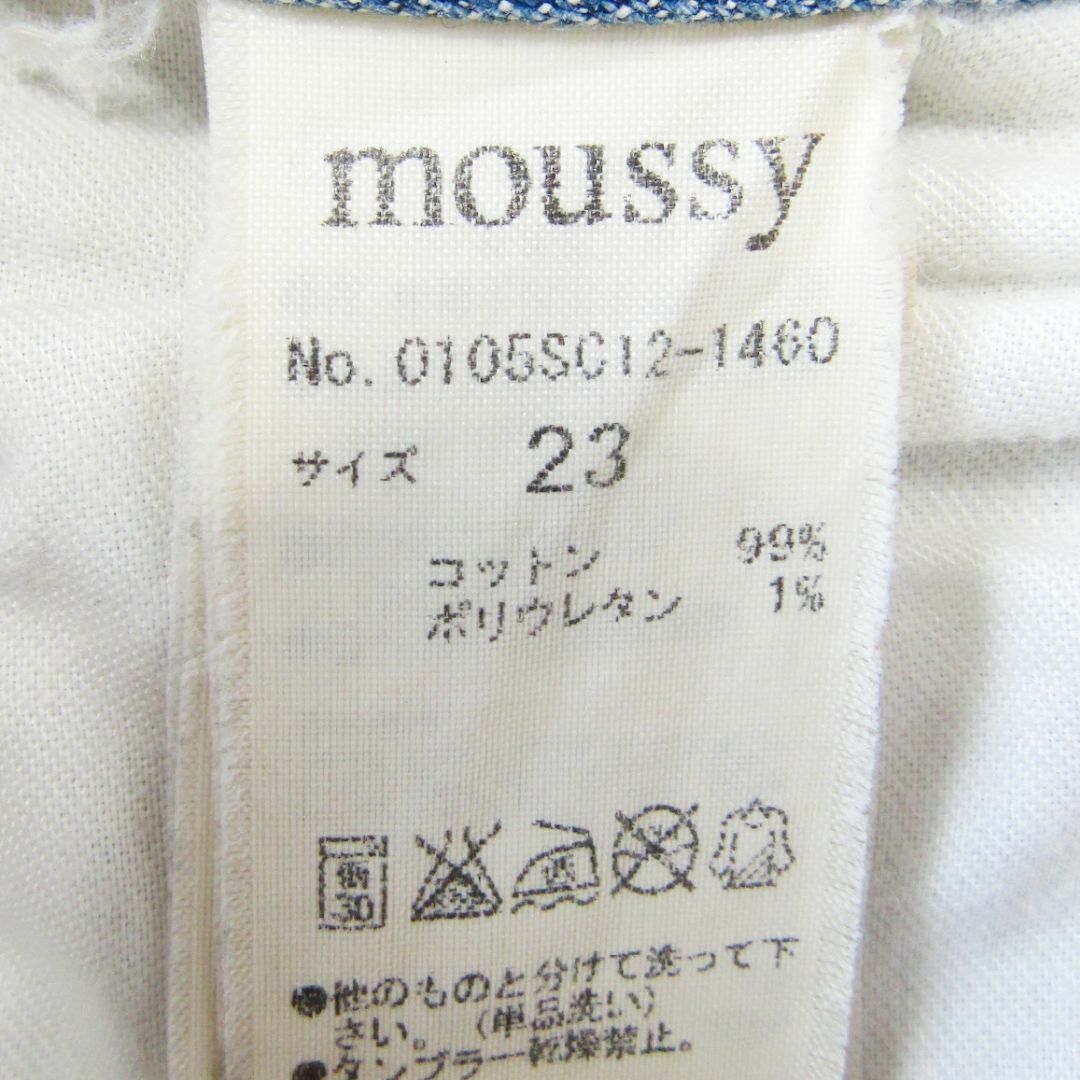 moussy
No. 0105SC12-1460
サイズ 23
コットン 99%
ポリウレタン 1%
30
●他のものと分けて洗って下
さい。(単品洗い)
●タンブラー乾燥禁止。